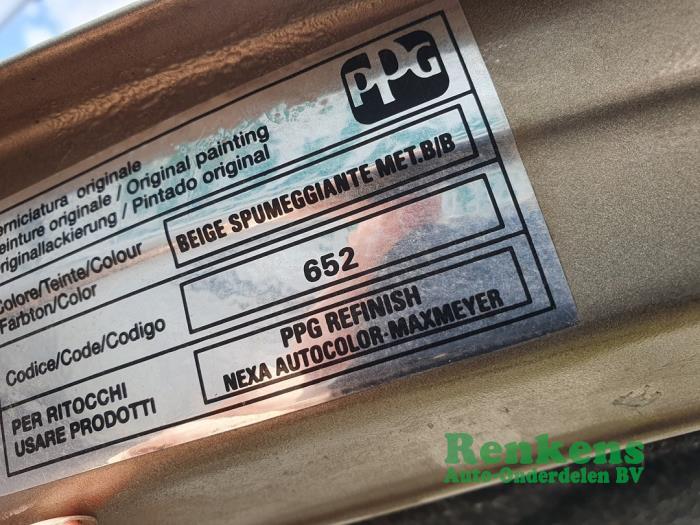 PPG
erniciatura originale
einture originale / Original painting
riginallackierung / Pintado original
Colore/Teinte/Colour
Farbton/Color
BEIGE SPUMEGGIANTE MET.B/B
Codice/Code/Codigo
652
PER RITOCCHI
USARE PRODOTTI
PPG REFINISH
NEXA AUTOCOLOR-MAXMEYER
Renkens
Auto-Onderdelen BV